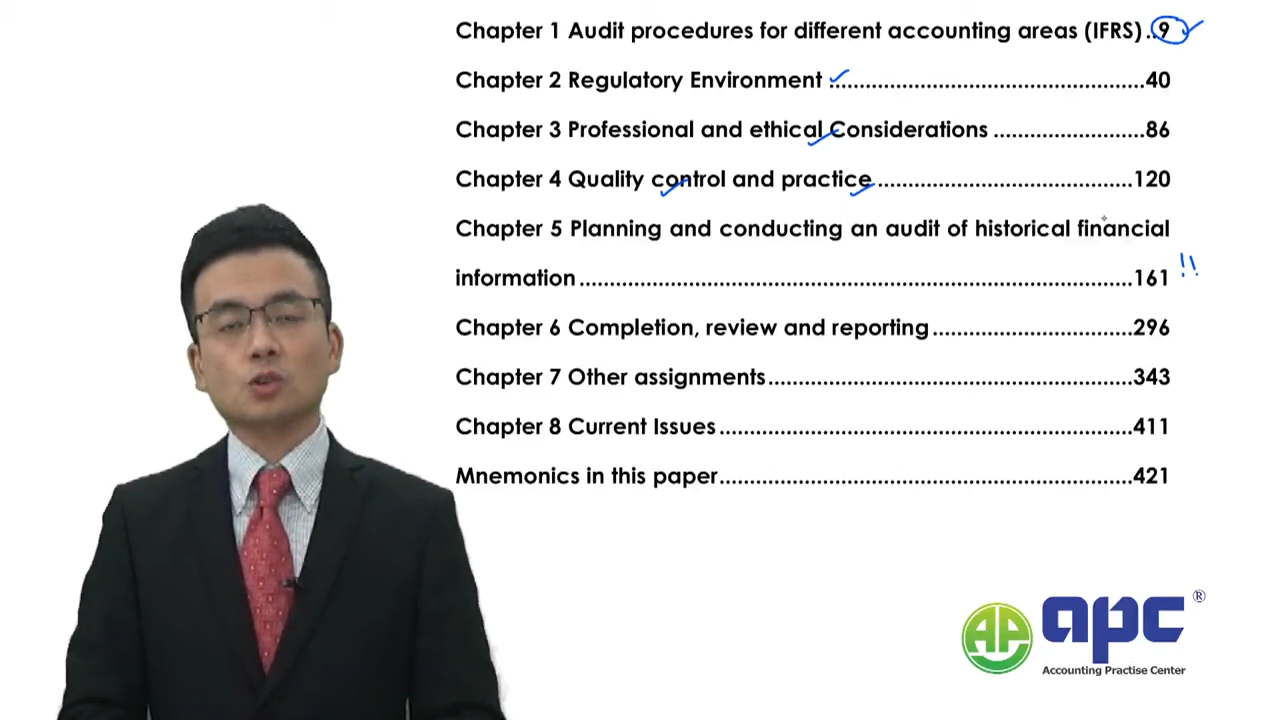 Chapter 1 Audit procedures for different accounting areas (IFRS)..9
Chapter 2 Regulatory Environment ......................................................40
Chapter 3 Professional and ethical Considerations .........................86
Chapter 4 Quality control and practice...........................................120
Chapter 5 Planning and conducting an audit of historical financial
information...........................................................................................161 !!
Chapter 6 Completion, review and reporting.................................296
Chapter 7 Other assignments............................................................343
Chapter 8 Current Issues....................................................................411
Mnemonics in this paper....................................................................421
AP apc ®
Accounting Practise Center